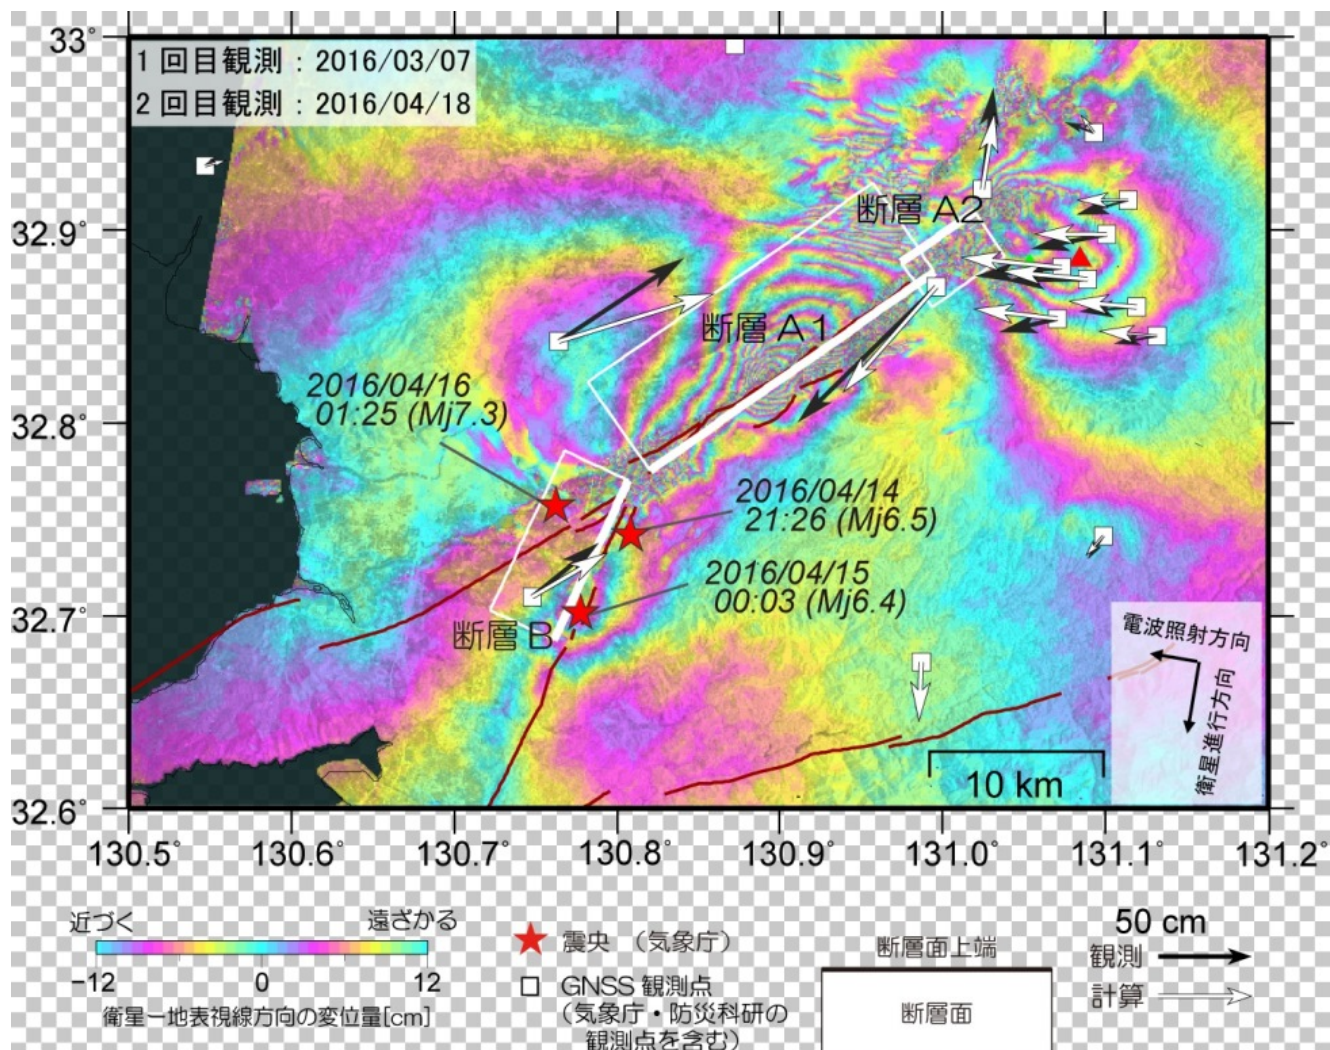 1 回目観測：2016/03/07
2 回目観測：2016/04/18
33°
32.9°
32.8°
32.7°
32.6°
断層 A2
断層 A1
2016/04/16
01:25 (Mj7.3)
2016/04/14
21:26 (Mj6.5)
2016/04/15
00:03 (Mj6.4)
断層 B
電波照射方向
衛星進行方向
10 km
130.5°
130.6°
130.7°
130.8°
130.9°
131.0°
131.1°
131.2°
近づく
遠ざかる
-12
0
12
衛星ー地表視線方向の変位量[cm]
震央 （気象庁）
GNSS 観測点
（気象庁・防災科研の
観測点を含む）
断層面上端
断層面
50 cm
観測
計算